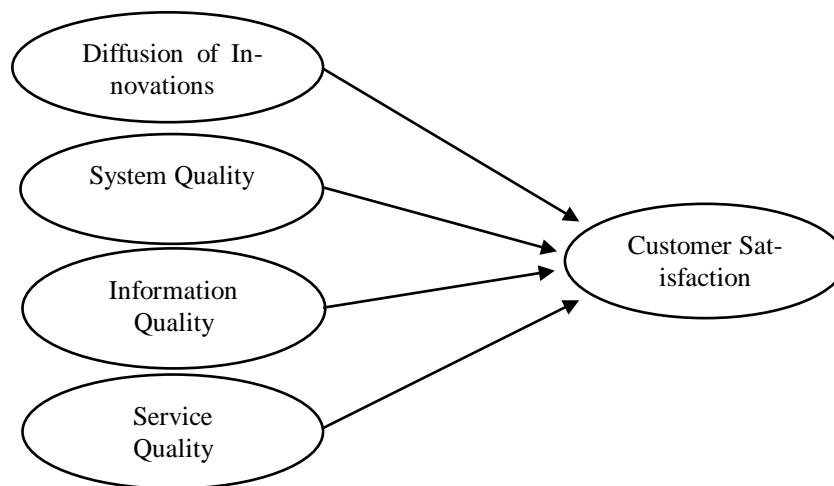 Diffusion of In-
novations
System Quality
Information
Quality
Service
Quality
Customer Sat-
isfaction